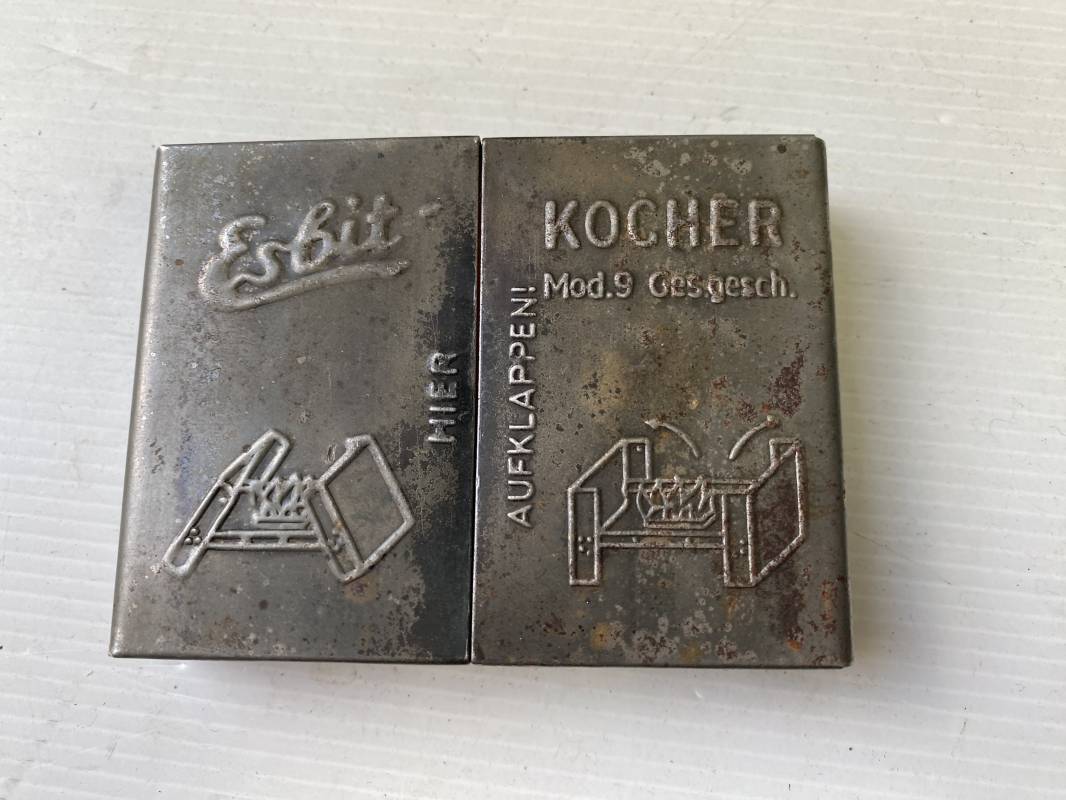 Esbit-
KOCHER
Mod.9 Ges.gesch.
HIER
AUFKLAPPEN!